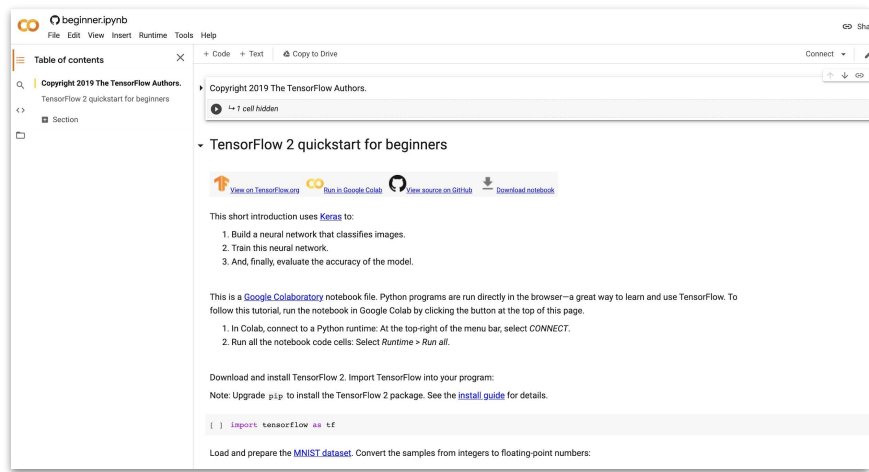 beginner.ipynb
File Edit View Insert Runtime Tools Help
Table of contents
Copyright 2019 The TensorFlow Authors.
TensorFlow 2 quickstart for beginners
Section
+ Code + Text Copy to Drive
Connect
Copyright 2019 The TensorFlow Authors.
↳ 1 cell hidden
TensorFlow 2 quickstart for beginners
View on TensorFlow.org Run in Google Colab View source on GitHub Download notebook
This short introduction uses Keras to:
1. Build a neural network that classifies images.
2. Train this neural network.
3. And, finally, evaluate the accuracy of the model.
This is a Google Colaboratory notebook file. Python programs are run directly in the browser—a great way to learn and use TensorFlow. To
follow this tutorial, run the notebook in Google Colab by clicking the button at the top of this page.
1. In Colab, connect to a Python runtime: At the top-right of the menu bar, select CONNECT.
2. Run all the notebook code cells: Select Runtime > Run all.
Download and install TensorFlow 2. Import TensorFlow into your program:
Note: Upgrade pip to install the TensorFlow 2 package. See the install guide for details.
[ ] import tensorflow as tf
Load and prepare the MNIST dataset. Convert the samples from integers to floating-point numbers: